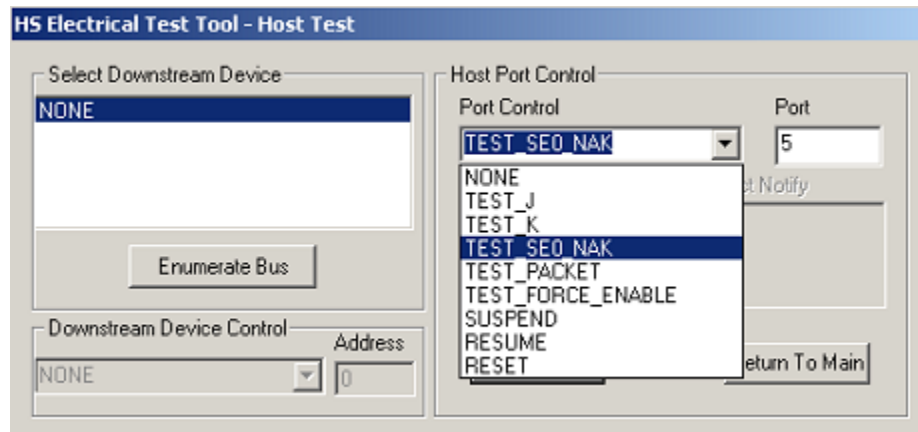 HS Electrical Test Tool - Host Test
Select Downstream Device
NONE
Enumerate Bus
Downstream Device Control
Address
NONE
0
Host Port Control
Port Control
Port
TEST_SE0_NAK
5
NONE
TEST_J
TEST_K
TEST_SE0_NAK
TEST_PACKET
TEST_FORCE_ENABLE
SUSPEND
RESUME
RESET
Notify
To Main